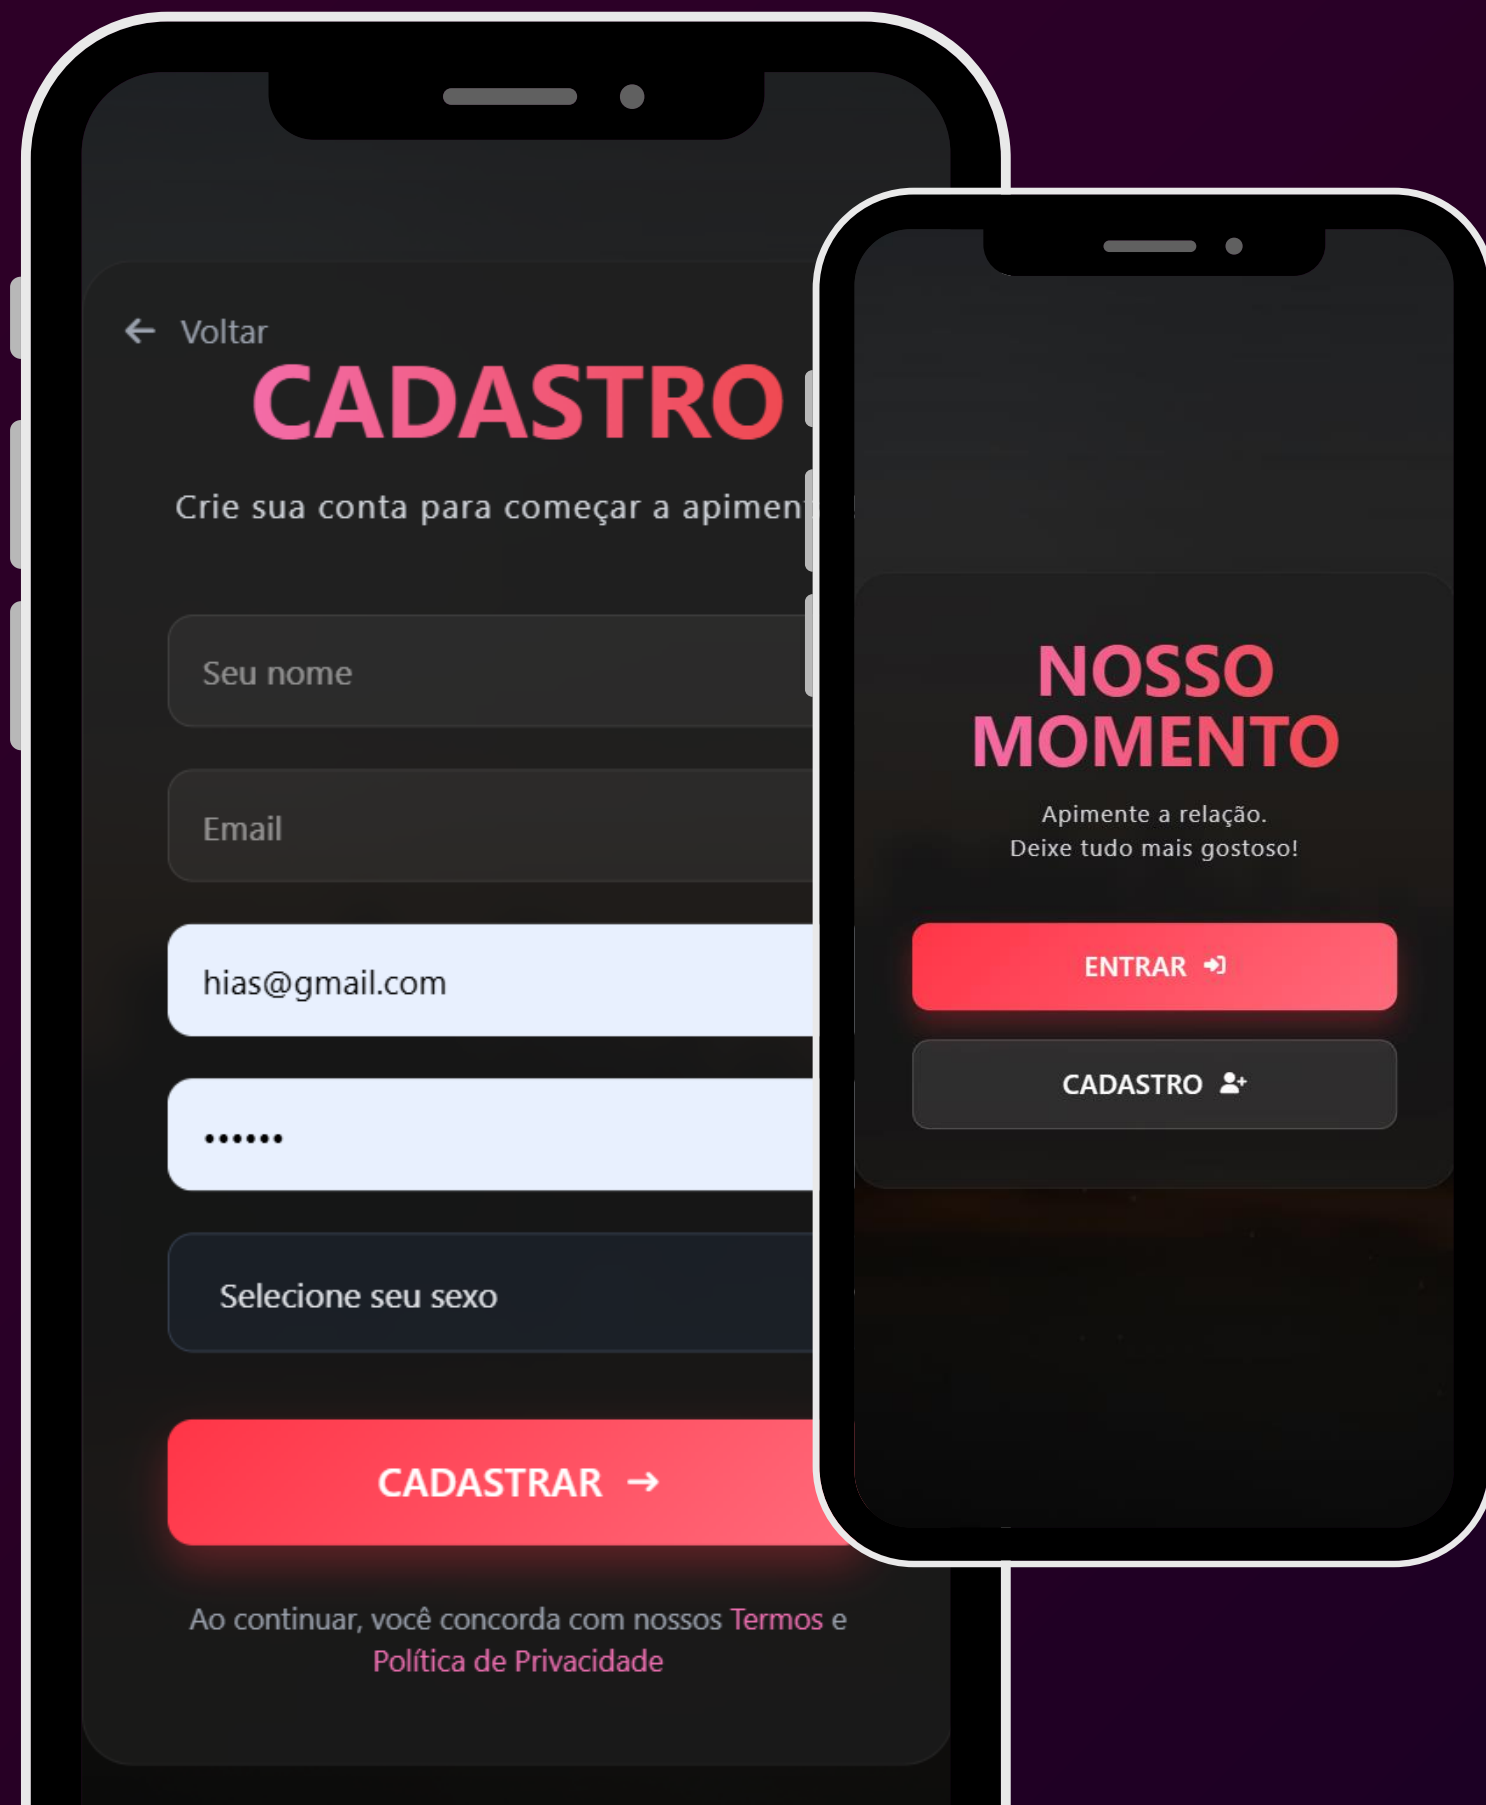 Voltar
CADASTRO
Crie sua conta para começar a
Seu nome
Email
hias@gmail.com
••••••
Selecione seu sexo
CADASTRAR
Ao continuar, você concorda com nossos Termos e
Política de Privacidade
NOSSO
MOMENTO
Apimente a relação.
Deixe tudo mais gostoso!
ENTRAR
CADASTRO